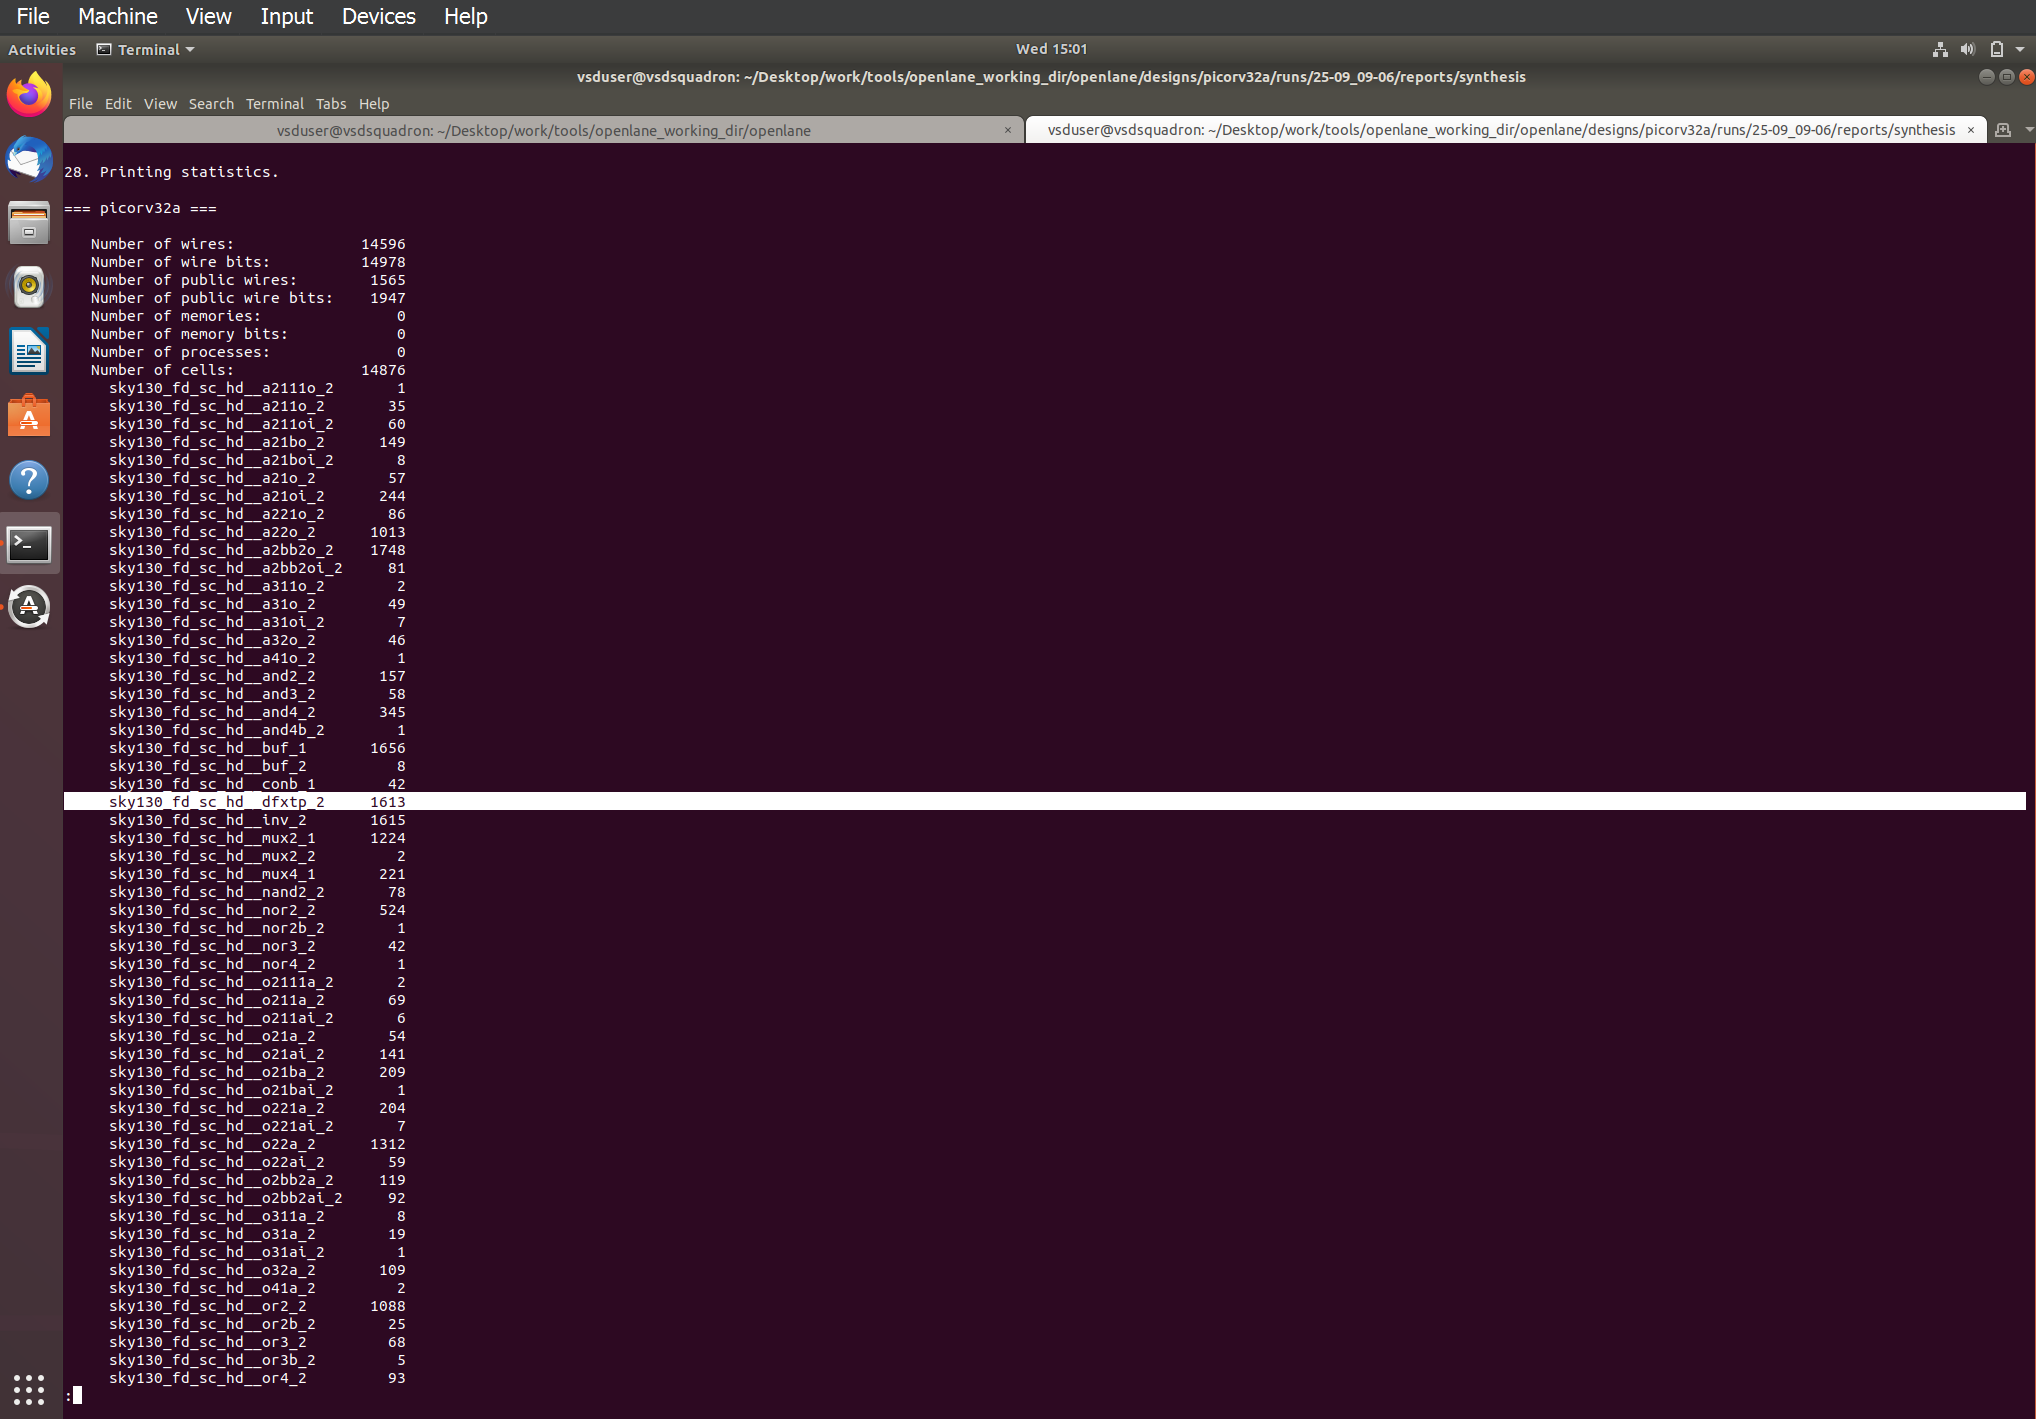 File Machine View Input Devices Help
Activities Terminal Wed 15:01
vsduser@vsdsquadron: ~/Desktop/work/tools/openlane_working_dir/openlane/designs/picorv32a/runs/25-09_09-06/reports/synthesis
File Edit View Search Terminal Tabs Help
vsduser@vsdsquadron: ~/Desktop/work/tools/openlane_working_dir/openlane × vsduser@vsdsquadron: ~/Desktop/work/tools/openlane_working_dir/openlane/designs/picorv32a/runs/25-09_09-06/reports/synthesis ×
28. Printing statistics.
=== picorv32a ===
Number of wires: 14596
Number of wire bits: 14978
Number of public wires: 1565
Number of public wire bits: 1947
Number of memories: 0
Number of memory bits: 0
Number of processes: 0
Number of cells: 14876
sky130_fd_sc_hd__a2111o_2 1
sky130_fd_sc_hd__a211o_2 35
sky130_fd_sc_hd__a211oi_2 60
sky130_fd_sc_hd__a21bo_2 149
sky130_fd_sc_hd__a21boi_2 8
sky130_fd_sc_hd__a21o_2 57
sky130_fd_sc_hd__a21oi_2 244
sky130_fd_sc_hd__a221o_2 86
sky130_fd_sc_hd__a22o_2 1013
sky130_fd_sc_hd__a2bb2o_2 1748
sky130_fd_sc_hd__a2bb2oi_2 81
sky130_fd_sc_hd__a311o_2 2
sky130_fd_sc_hd__a31o_2 49
sky130_fd_sc_hd__a31oi_2 7
sky130_fd_sc_hd__a32o_2 46
sky130_fd_sc_hd__a41o_2 1
sky130_fd_sc_hd__and2_2 157
sky130_fd_sc_hd__and3_2 58
sky130_fd_sc_hd__and4_2 345
sky130_fd_sc_hd__and4b_2 1
sky130_fd_sc_hd__buf_1 1656
sky130_fd_sc_hd__buf_2 8
sky130_fd_sc_hd__conb_1 42
sky130_fd_sc_hd__dfxtp_2 1613
sky130_fd_sc_hd__inv_2 1615
sky130_fd_sc_hd__mux2_1 1224
sky130_fd_sc_hd__mux2_2 2
sky130_fd_sc_hd__mux4_1 221
sky130_fd_sc_hd__nand2_2 78
sky130_fd_sc_hd__nor2_2 524
sky130_fd_sc_hd__nor2b_2 1
sky130_fd_sc_hd__nor3_2 42
sky130_fd_sc_hd__nor4_2 1
sky130_fd_sc_hd__o2111a_2 2
sky130_fd_sc_hd__o211a_2 69
sky130_fd_sc_hd__o211ai_2 6
sky130_fd_sc_hd__o21a_2 54
sky130_fd_sc_hd__o21ai_2 141
sky130_fd_sc_hd__o21ba_2 209
sky130_fd_sc_hd__o21bai_2 1
sky130_fd_sc_hd__o221a_2 204
sky130_fd_sc_hd__o221ai_2 7
sky130_fd_sc_hd__o22a_2 1312
sky130_fd_sc_hd__o22ai_2 59
sky130_fd_sc_hd__o2bb2a_2 119
sky130_fd_sc_hd__o2bb2ai_2 92
sky130_fd_sc_hd__o311a_2 8
sky130_fd_sc_hd__o31a_2 19
sky130_fd_sc_hd__o31ai_2 1
sky130_fd_sc_hd__o32a_2 109
sky130_fd_sc_hd__o41a_2 2
sky130_fd_sc_hd__or2_2 1088
sky130_fd_sc_hd__or2b_2 25
sky130_fd_sc_hd__or3_2 68
sky130_fd_sc_hd__or3b_2 5
sky130_fd_sc_hd__or4_2 93
: